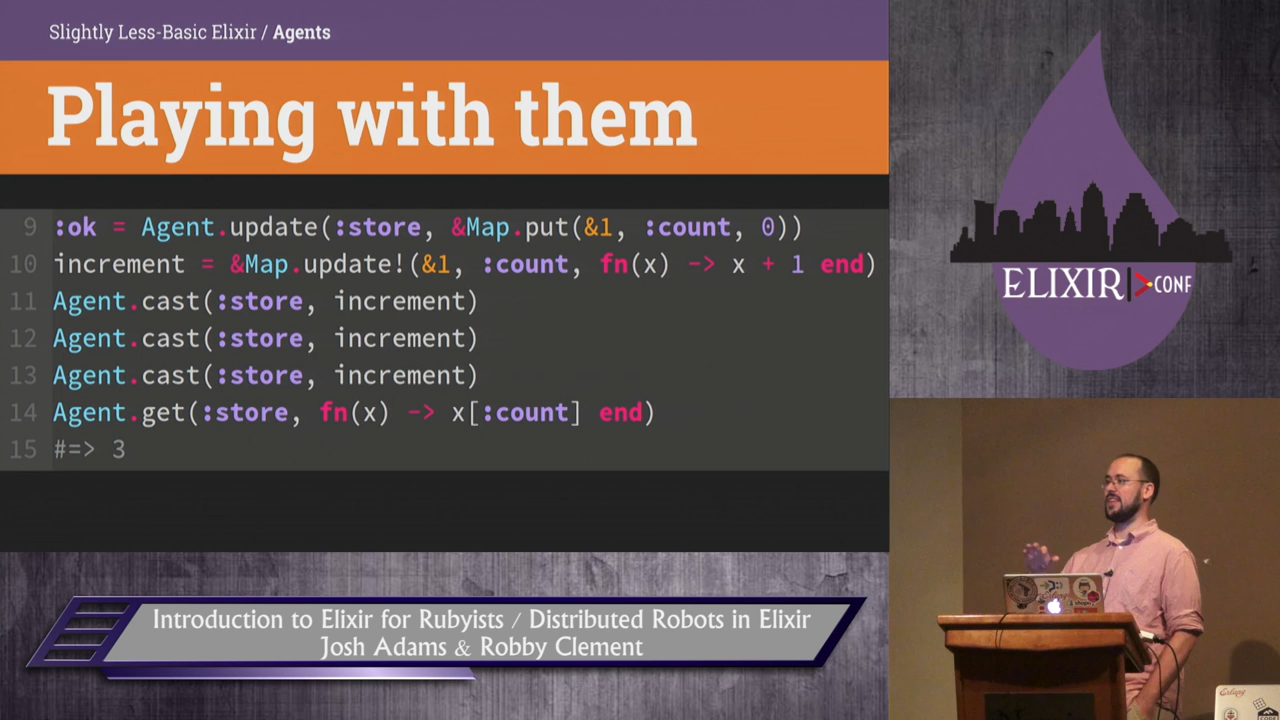 Slightly Less-Basic Elixir / Agents
Playing with them
9 :ok = Agent.update(:store, &Map.put(&1, :count, 0))
10 increment = &Map.update!(&1, :count, fn(x) -> x + 1 end)
11 Agent.cast(:store, increment)
12 Agent.cast(:store, increment)
13 Agent.cast(:store, increment)
14 Agent.get(:store, fn(x) -> x[:count] end)
15 #=> 3
ELIXIR|>CONF
Introduction to Elixir for Rubyists / Distributed Robots in Elixir
Josh Adams & Robby Clement